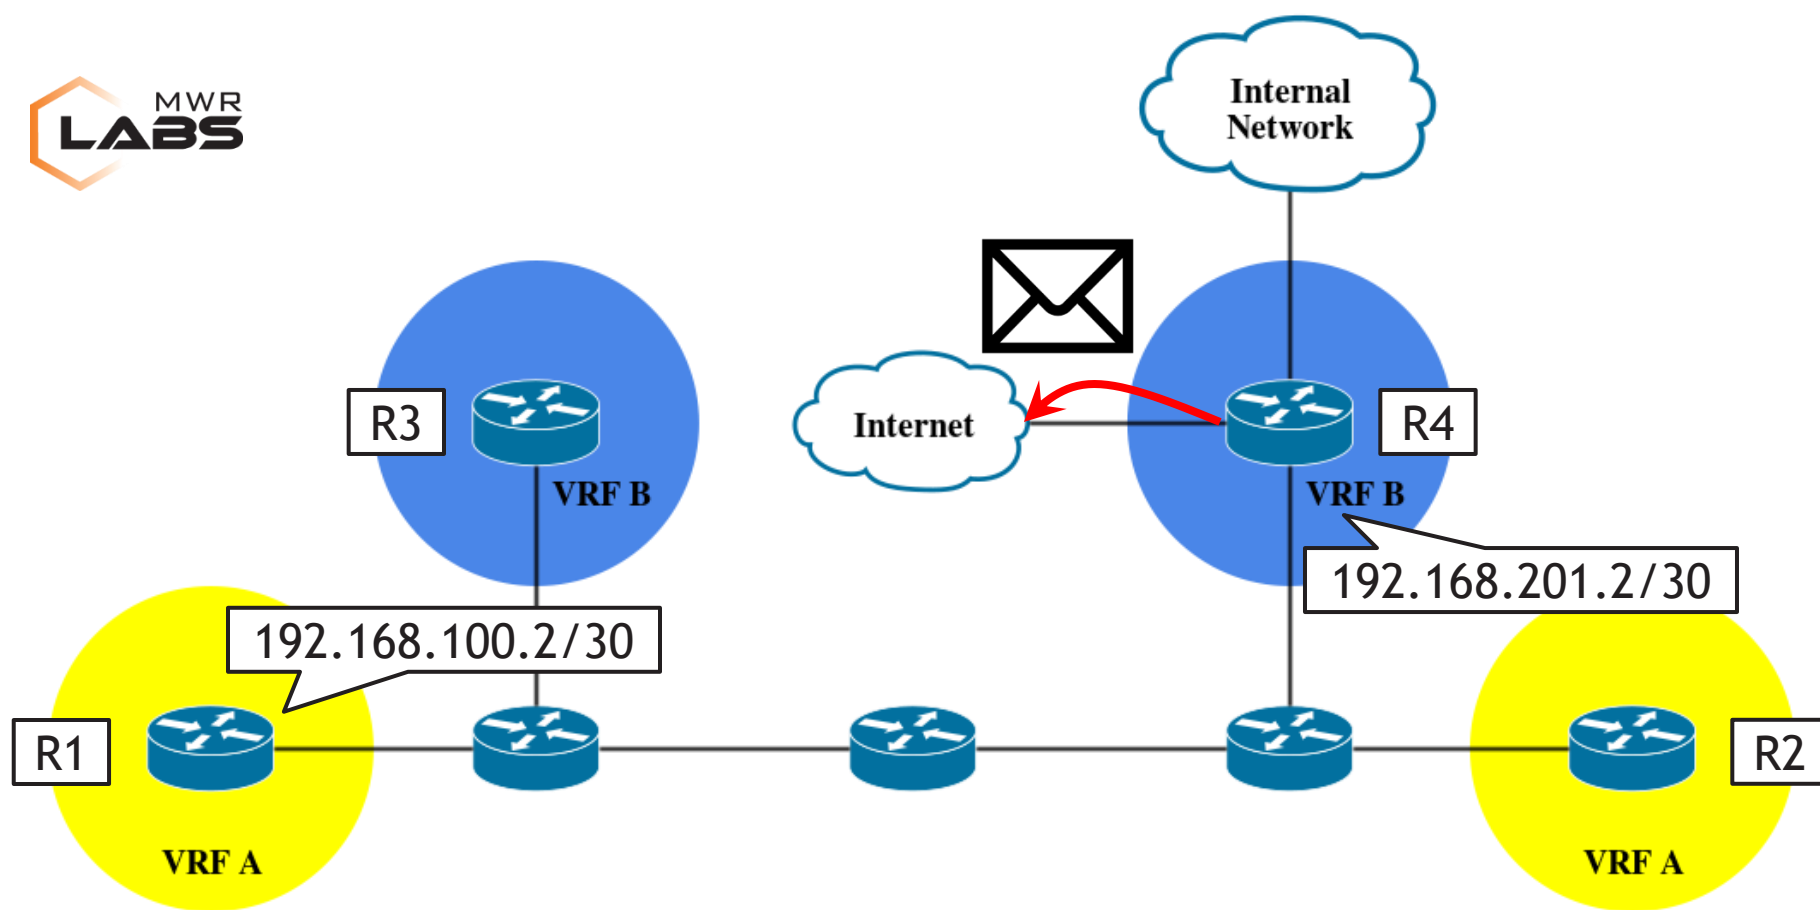 MWR
LABS
Internal
Network
R3
Internet
R4
VRF B
VRF B
192.168.201.2/30
192.168.100.2/30
R1
R2
VRF A
VRF A